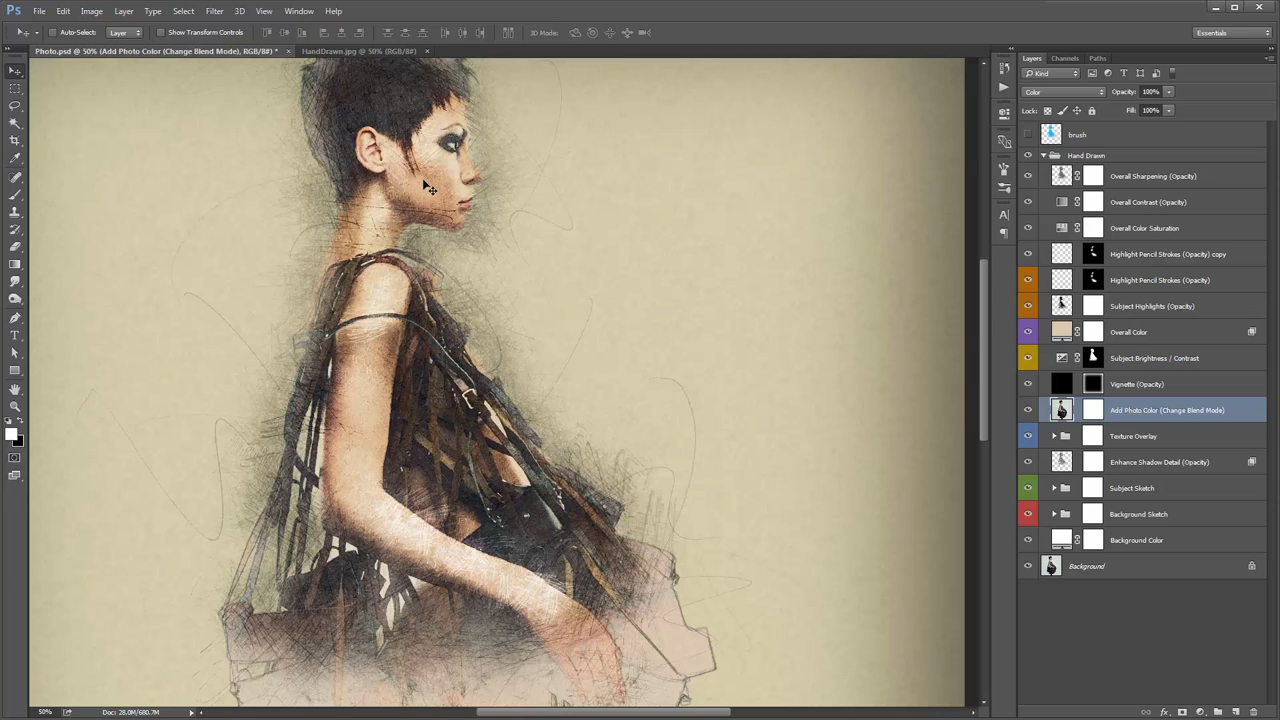 Ps File Edit Image Layer Type Select Filter 3D View Window Help
Auto-Select: Layer Show Transform Controls 3D Mode: Essentials
Photo.psd @ 50% (Add Photo Color (Change Blend Mode), RGB/8#) * × HandDrawn.jpg @ 50% (RGB/8#) ×
Layers Channels Paths
Kind
Color Opacity: 100%
Lock: Fill: 100%
brush
Hand Drawn
Overall Sharpening (Opacity)
Overall Contrast (Opacity)
Overall Color Saturation
Highlight Pencil Strokes (Opacity) copy
Highlight Pencil Strokes (Opacity)
Subject Highlights (Opacity)
Overall Color
Subject Brightness / Contrast
Vignette (Opacity)
Add Photo Color (Change Blend Mode)
Texture Overlay
Enhance Shadow Detail (Opacity)
Subject Sketch
Background Sketch
Background Color
Background
50% Doc: 28.0M/680.7M